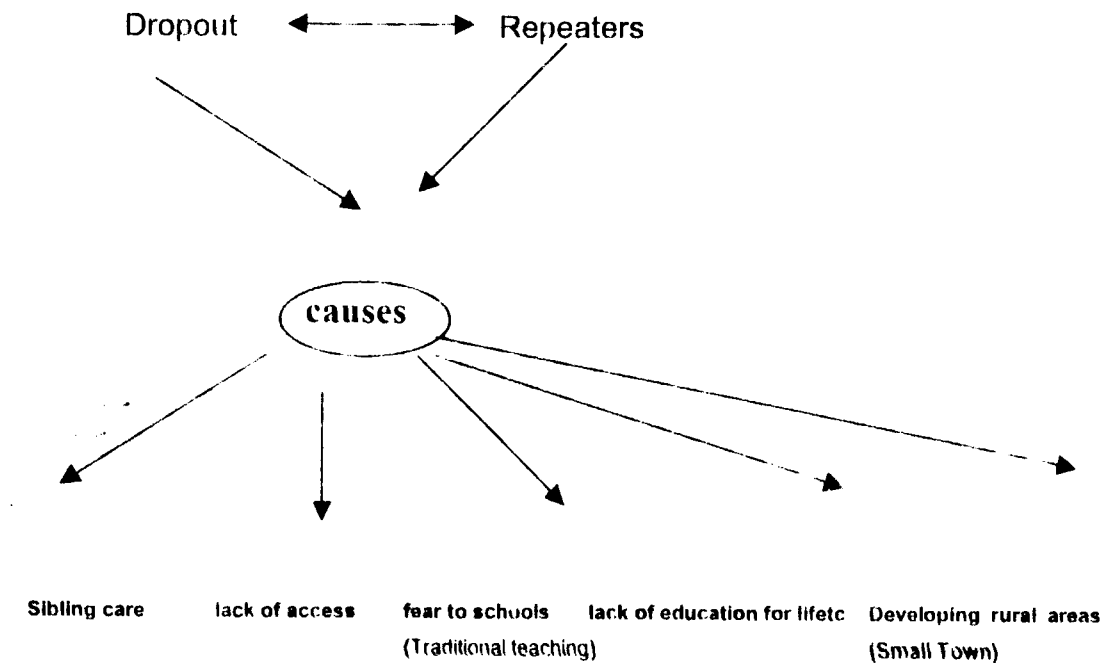 Dropout Repeaters
causes
Sibling care lack of access fear to schools lack of education for lifetc Developing rural areas
(Traditional teaching) (Small Town)